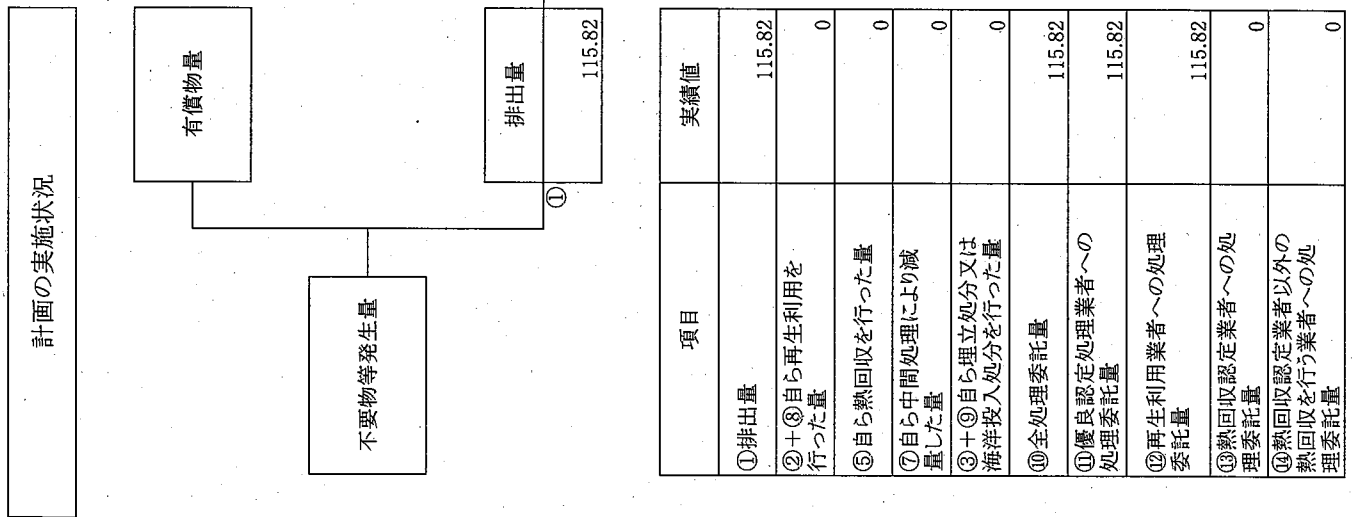 計画の実施状況
不要物等発生量
有償物量
①
排出量
115.82
項目 実績値
①排出量 115.82
②+⑧自ら再生利用を
行った量 0
⑤自ら熱回収を行った量 0
⑦自ら中間処理により減
量した量 0
③+⑨自ら埋立処分又は
海洋投入処分を行った量 0
⑩全処理委託量 115.82
⑪優良認定処理業者への
処理委託量 115.82
⑫再生利用業者への処理
委託量 115.82
⑬熱回収認定業者への処
理委託量 0
⑭熱回収認定業者以外の
熱回収を行う業者への処
理委託量 0